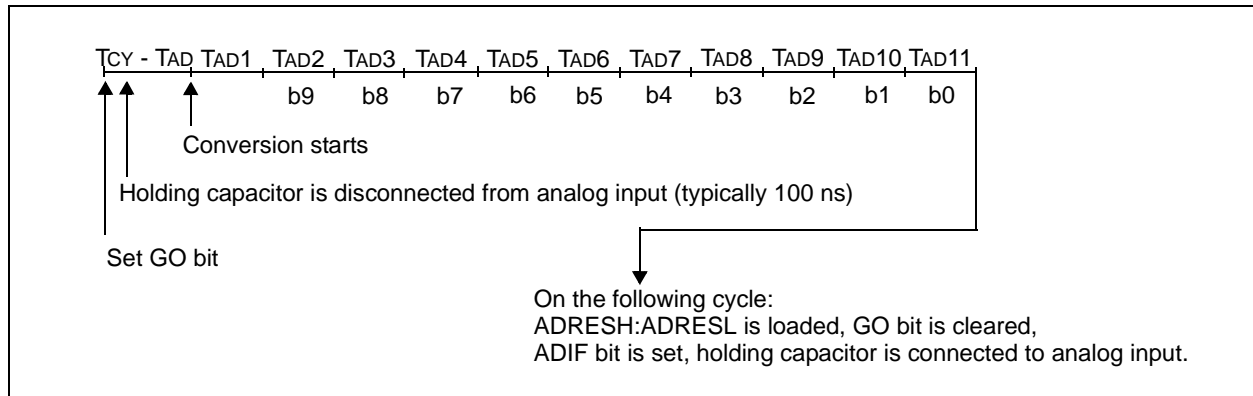 TCY - TAD TAD1 TAD2 TAD3 TAD4 TAD5 TAD6 TAD7 TAD8 TAD9 TAD10 TAD11
b9 b8 b7 b6 b5 b4 b3 b2 b1 b0
Conversion starts
Holding capacitor is disconnected from analog input (typically 100 ns)
Set GO bit
On the following cycle:
ADRESH:ADRESL is loaded, GO bit is cleared,
ADIF bit is set, holding capacitor is connected to analog input.